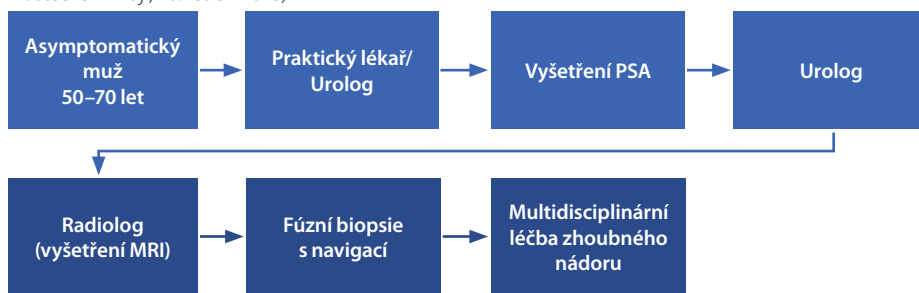 Asymptomatický
muž
50–70 let
Praktický lékař/
Urolog
Vyšetření PSA
Urolog
Radiolog
(vyšetření MRI)
Fúzní biopsie
s navigací
Multidisciplinární
léčba zhoubného
nádoru